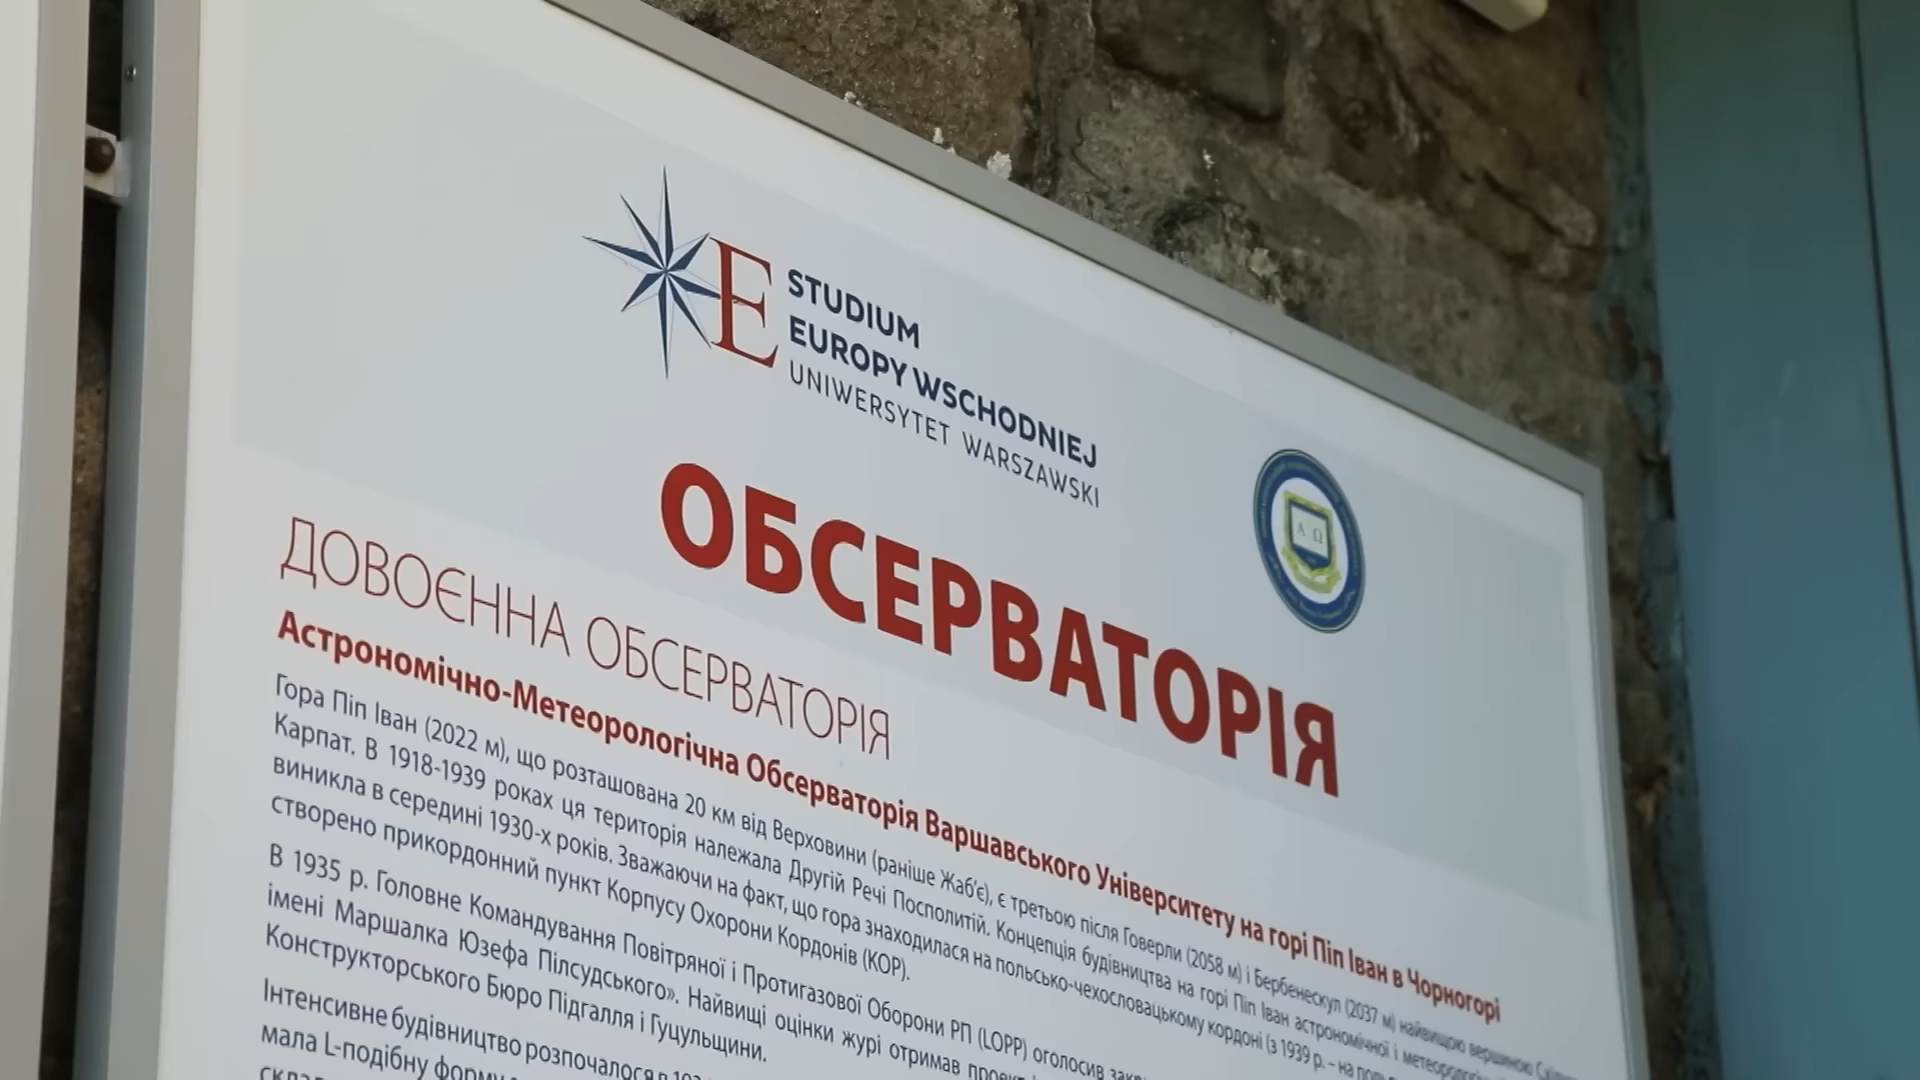 STUDIUM
EUROPY WSCHODNIEJ
UNIWERSYTET WARSZAWSKI
ОБСЕРВАТОРІЯ
Α Ω
ДОВОЄННА ОБСЕРВАТОРІЯ
Астрономічно-Метеорологічна Обсерваторія Варшавського Університету на горі Піп Іван в Чорногорі
Гора Піп Іван (2022 м), що розташована 20 км від Верховини (раніше Жаб'є), є третьою після Говерли (2058 м) і Бербенескул (2037 м) найвищою вершиною
Карпат. В 1918-1939 роках ця територія належала Другій Речі Посполитій. Концепція будівництва на горі Піп Іван астрономічної і
виникла в середині 1930-х років. Зважаючи на факт, що гора знаходилася на польсько-чехословацькому кордоні (з 1939 р. – на
створено прикордонний пункт Корпусу Охорони Кордонів (КОР).
В 1935 р. Головне Командування Повітряної і Протигазової Оборони РП (LOPP) оголосив
імені Маршалка Юзефа Пілсудського». Найвищі оцінки журі отримав
Конструкторського Бюро Підгалля і Гуцульщини.
Інтенсивне будівництво розпочалося в
мала L-подібну форму